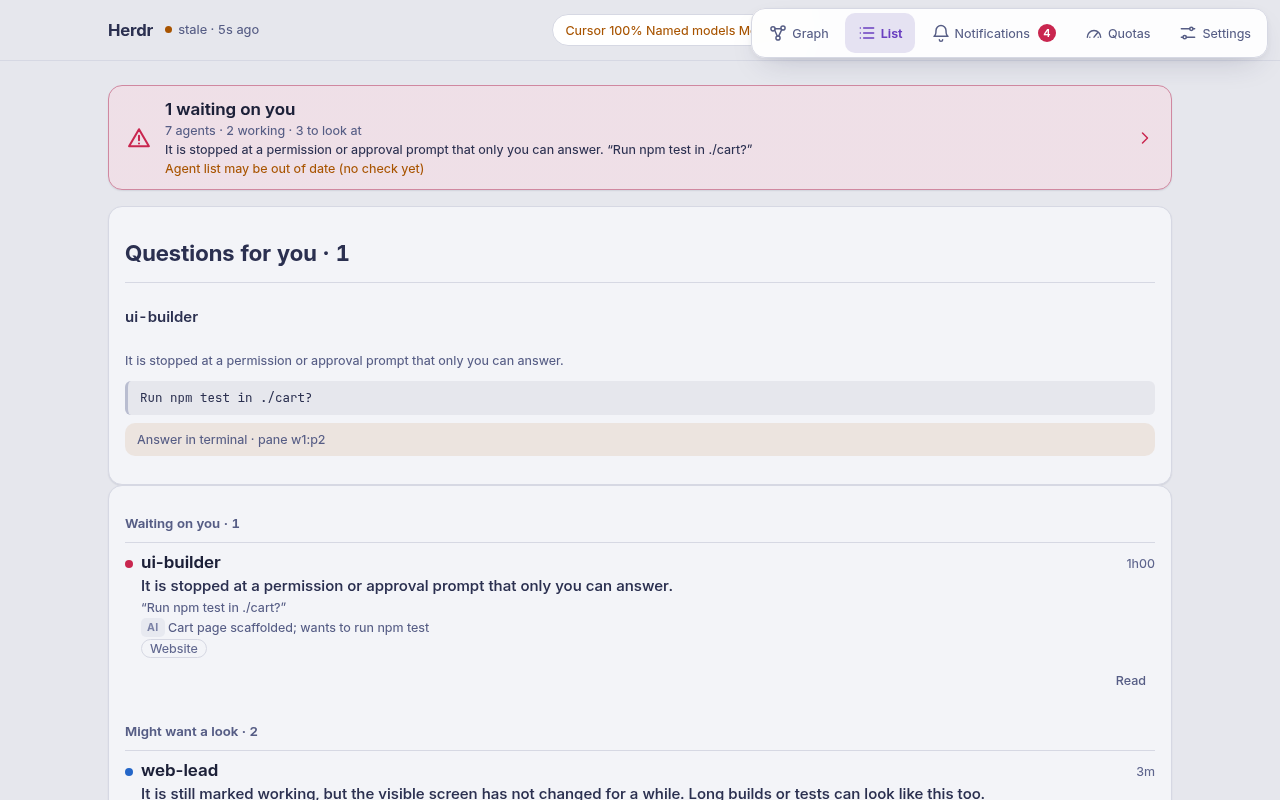 Herdr
stale · 5s ago
Cursor 100% Named models
Graph
List
Notifications 4
Quotas
Settings
1 waiting on you
7 agents · 2 working · 3 to look at
It is stopped at a permission or approval prompt that only you can answer. “Run npm test in ./cart?”
Agent list may be out of date (no check yet)
Questions for you · 1
ui-builder
It is stopped at a permission or approval prompt that only you can answer.
Run npm test in ./cart?
Answer in terminal · pane w1:p2
Waiting on you · 1
ui-builder 1h00
It is stopped at a permission or approval prompt that only you can answer.
“Run npm test in ./cart?”
AI Cart page scaffolded; wants to run npm test
Website
Read
Might want a look · 2
web-lead 3m
It is still marked working, but the visible screen has not changed for a while. Long builds or tests can look like this too.